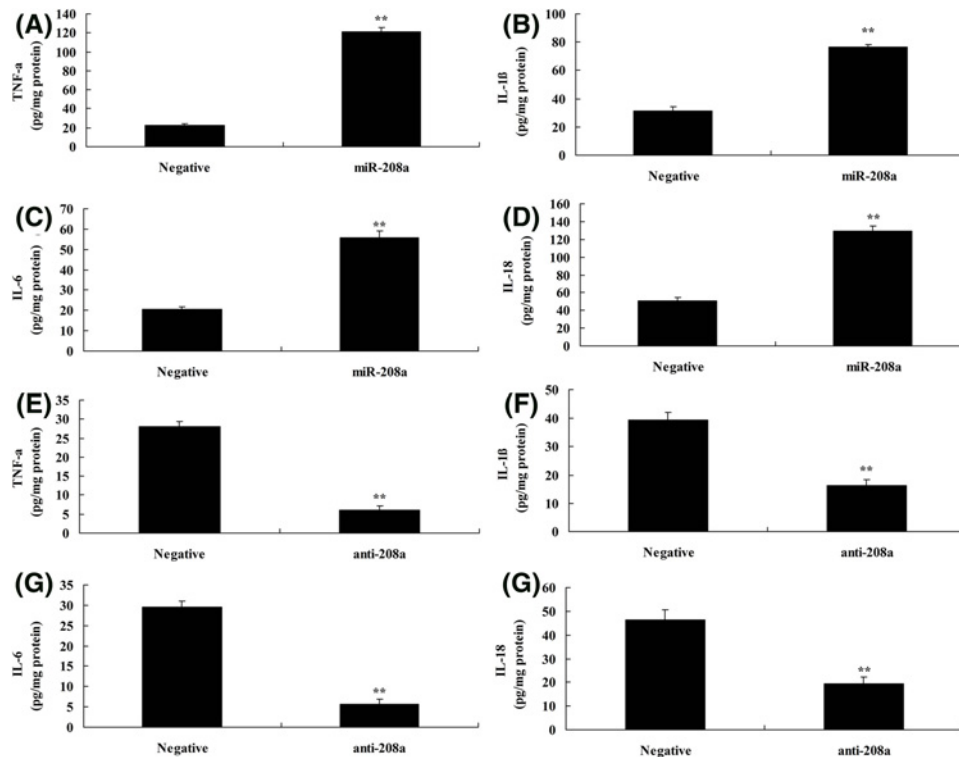 (A)
TNF-a
(pg/mg protein)
140
120
100
80
60
40
20
0
**
Negative
miR-208a
(B)
IL-1ß
(pg/mg protein)
100
80
60
40
20
0
**
Negative
miR-208a
(C)
IL-6
(pg/mg protein)
70
60
50
40
30
20
10
0
**
Negative
miR-208a
(D)
IL-18
(pg/mg protein)
160
140
120
100
80
60
40
20
0
**
Negative
miR-208a
(E)
TNF-a
(pg/mg protein)
35
30
25
20
15
10
5
0
**
Negative
anti-208a
(F)
IL-1ß
(pg/mg protein)
50
40
30
20
10
0
**
Negative
anti-208a
(G)
IL-6
(pg/mg protein)
35
30
25
20
15
10
5
0
**
Negative
anti-208a
(G)
IL-18
(pg/mg protein)
60
50
40
30
20
10
0
**
Negative
anti-208a